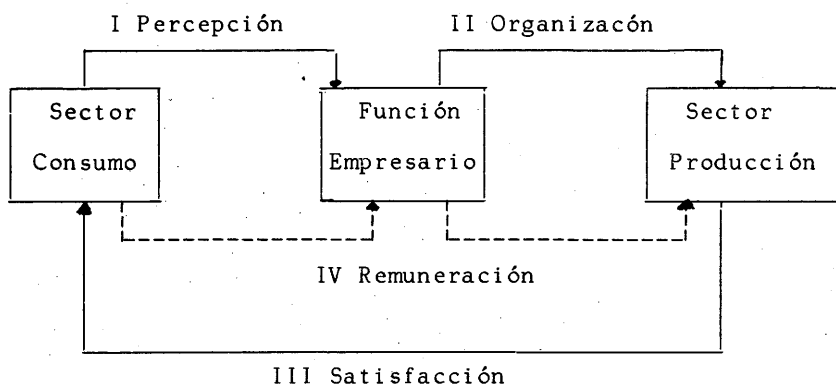 I Percepción
II Organizacón
Sector
Consumo
Función
Empresario
Sector
Producción
IV Remuneración
III Satisfacción